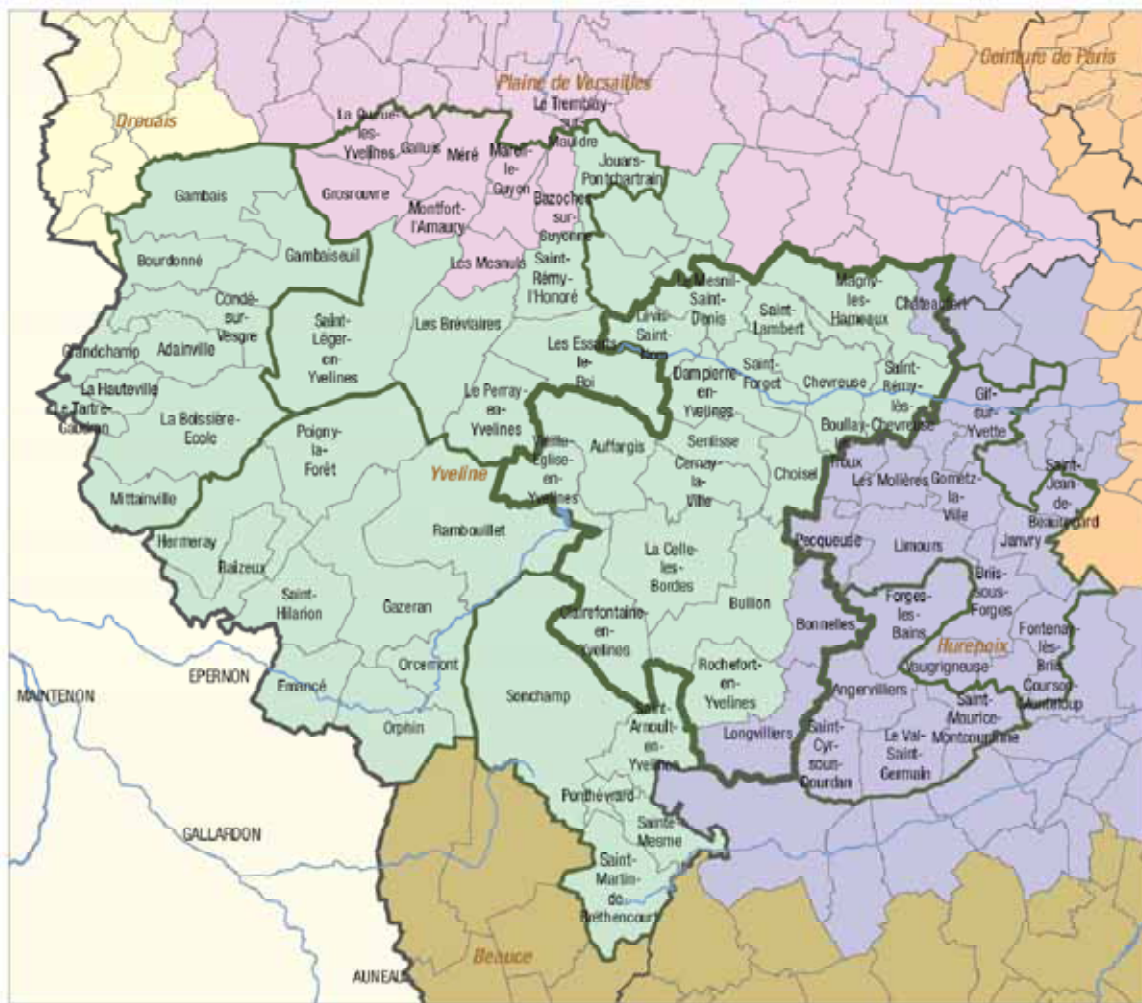 Ceinture de Paris
Plaine de Versailles
Drouais
La Queue-
les-
Yvelines
Galluis
Méré
Mareil-
le-
Guyon
Le Tremblay-
sur-
Mauldre
Jouars-
Pontchartrain
Gambais
Grosrouvre
Montfort-
l'Amaury
Bazoches-
sur-
Guyonne
Bourdonné
Gambaiseuil
Les Mesnuls
Saint-
Rémy-
l'Honoré
Le Mesnil-
Saint-
Denis
Magny-
les-
Hameaux
Châteaufort
Condé-
sur-
Vesgre
Saint-
Léger-
en-
Yvelines
Les Bréviaires
Lévis-
Saint-
Nom
Saint-
Lambert
Grandchamp
Adainville
Les Essarts-
le-
Roi
Dampierre-
en-
Yvelines
Saint-
Forget
Chevreuse
Saint-
Rémy-
lès-
Chevreuse
La Hauteville
Le Tartre-
Gaudran
La Boissière-
Ecole
Le Perray-
en-
Yvelines
Gif-
sur-
Yvette
Poigny-
la-
Forêt
Auffargis
Senlisse
Boullay-
les-
Troux
Vieille-
Eglise-
en-
Yvelines
Cernay-
la-
Ville
Choisel
Les Molières
Gometz-
la-
Ville
Saint-
Jean-
de-
Beauregard
Mittainville
Yveline
Rambouillet
Hermeray
Raizeux
Pecqueuse
Limours
Janvry
La Celle-
les-
Bordes
Saint-
Hilarion
Gazeran
Clairefontaine-
en-
Yvelines
Bullion
Bonnelles
Forges-
les-
Bains
Briis-
sous-
Forges
Fontenay-
lès-
Briis
Hurepoix
EPERNON
MAINTENON
Emancé
Orcemont
Orphin
Sonchamp
Rochefort-
en-
Yvelines
Vaugrigneuse
Courson-
Monteloup
Angervilliers
Saint-
Maurice-
Montcouronne
Saint-
Arnoult-
en-
Yvelines
Longvilliers
Saint-
Cyr-
sous-
Dourdan
Le Val-
Saint-
Germain
Ponthévrard
Sainte-
Mesme
GALLARDON
Saint-
Martin-
de-
Bréthencourt
Beauce
AUNEAU